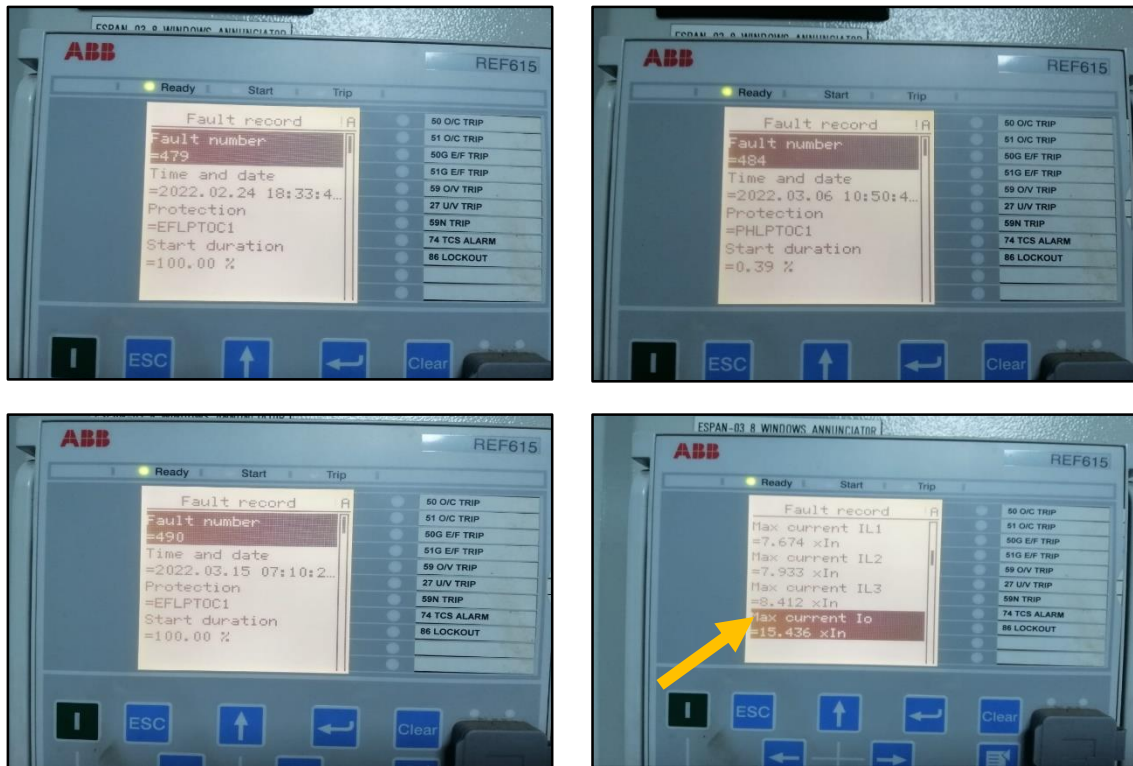 ESPAN-03 8 WINDOWS ANNUNCIATOR
ABB
REF615
Ready Start Trip
Fault record !A
Fault number
=479
Time and date
=2022.02.24 18:33:4...
Protection
=EFLPTOC1
Start duration
=100.00 %
50 O/C TRIP
51 O/C TRIP
50G E/F TRIP
51G E/F TRIP
59 O/V TRIP
27 U/V TRIP
59N TRIP
74 TCS ALARM
86 LOCKOUT
I
ESC
Clear
ESPAN-03 8 WINDOWS ANNUNCIATOR
ABB
REF615
Ready Start Trip
Fault record !A
Fault number
=484
Time and date
=2022.03.06 10:50:4...
Protection
=PHLPTOC1
Start duration
=0.39 %
50 O/C TRIP
51 O/C TRIP
50G E/F TRIP
51G E/F TRIP
59 O/V TRIP
27 U/V TRIP
59N TRIP
74 TCS ALARM
86 LOCKOUT
I
ESC
Clear
ABB
REF615
Ready Start Trip
Fault record A
Fault number
=490
Time and date
=2022.03.15 07:10:2...
Protection
=EFLPTOC1
Start duration
=100.00 %
50 O/C TRIP
51 O/C TRIP
50G E/F TRIP
51G E/F TRIP
59 O/V TRIP
27 U/V TRIP
59N TRIP
74 TCS ALARM
86 LOCKOUT
I
ESC
Clear
ESPAN-03 8 WINDOWS ANNUNCIATOR
ABB
REF615
Ready Start Trip
Fault record A
Max current IL1
=7.674 xIn
Max current IL2
=7.933 xIn
Max current IL3
=8.412 xIn
Max current Io
=15.436 xIn
50 O/C TRIP
51 O/C TRIP
50G E/F TRIP
51G E/F TRIP
59 O/V TRIP
27 U/V TRIP
59N TRIP
74 TCS ALARM
86 LOCKOUT
I
ESC
Clear